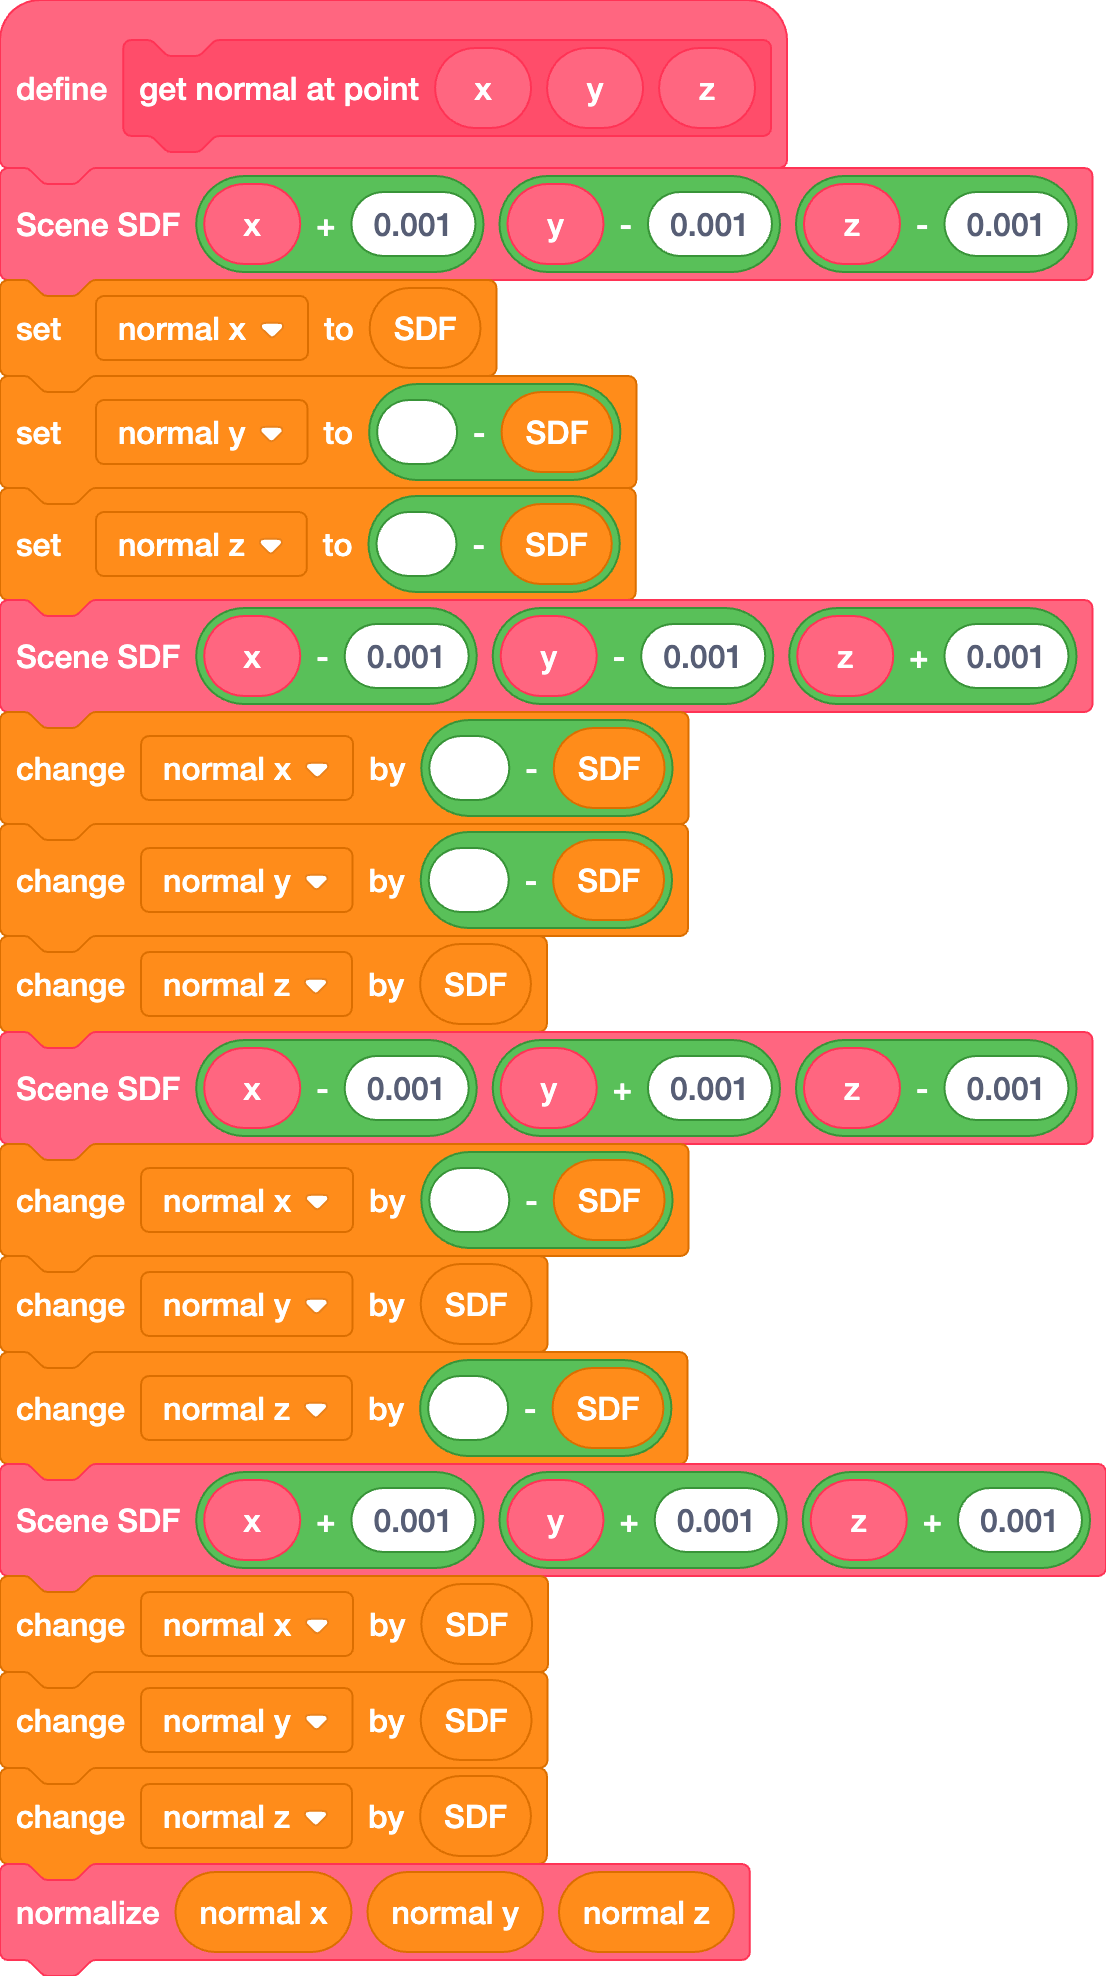 define get normal at point x y z
Scene SDF x + 0.001 y - 0.001 z - 0.001
set normal x to SDF
set normal y to - SDF
set normal z to - SDF
Scene SDF x - 0.001 y - 0.001 z + 0.001
change normal x by - SDF
change normal y by - SDF
change normal z by SDF
Scene SDF x - 0.001 y + 0.001 z - 0.001
change normal x by - SDF
change normal y by SDF
change normal z by - SDF
Scene SDF x + 0.001 y + 0.001 z + 0.001
change normal x by SDF
change normal y by SDF
change normal z by SDF
normalize normal x normal y normal z